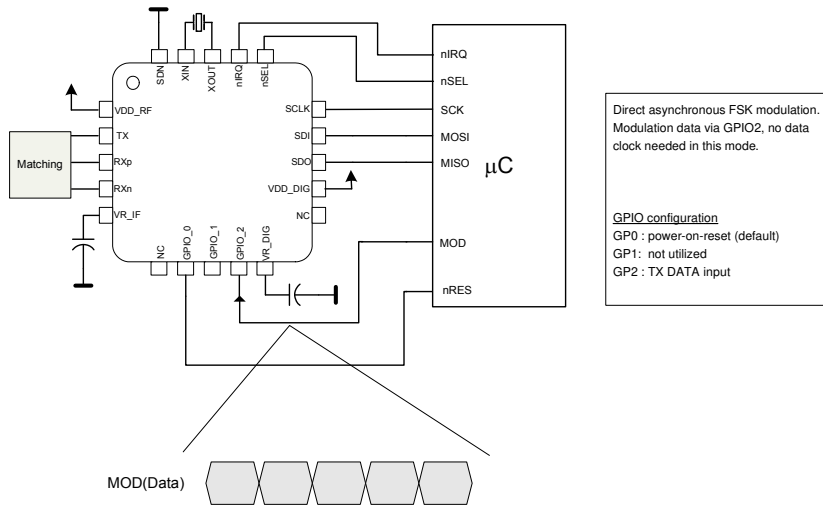 SDN
XIN
XOUT
nIRQ
nSEL
VDD_RF
TX
RXp
RXn
VR_IF
SCLK
SDI
SDO
VDD_DIG
NC
NC
GPIO_0
GPIO_1
GPIO_2
VR_DIG
Matching
nIRQ
nSEL
SCK
MOSI
MISO
μC
MOD
nRES
Direct asynchronous FSK modulation.
Modulation data via GPIO2, no data
clock needed in this mode.
GPIO configuration
GP0 : power-on-reset (default)
GP1: not utilized
GP2 : TX DATA input
MOD(Data)